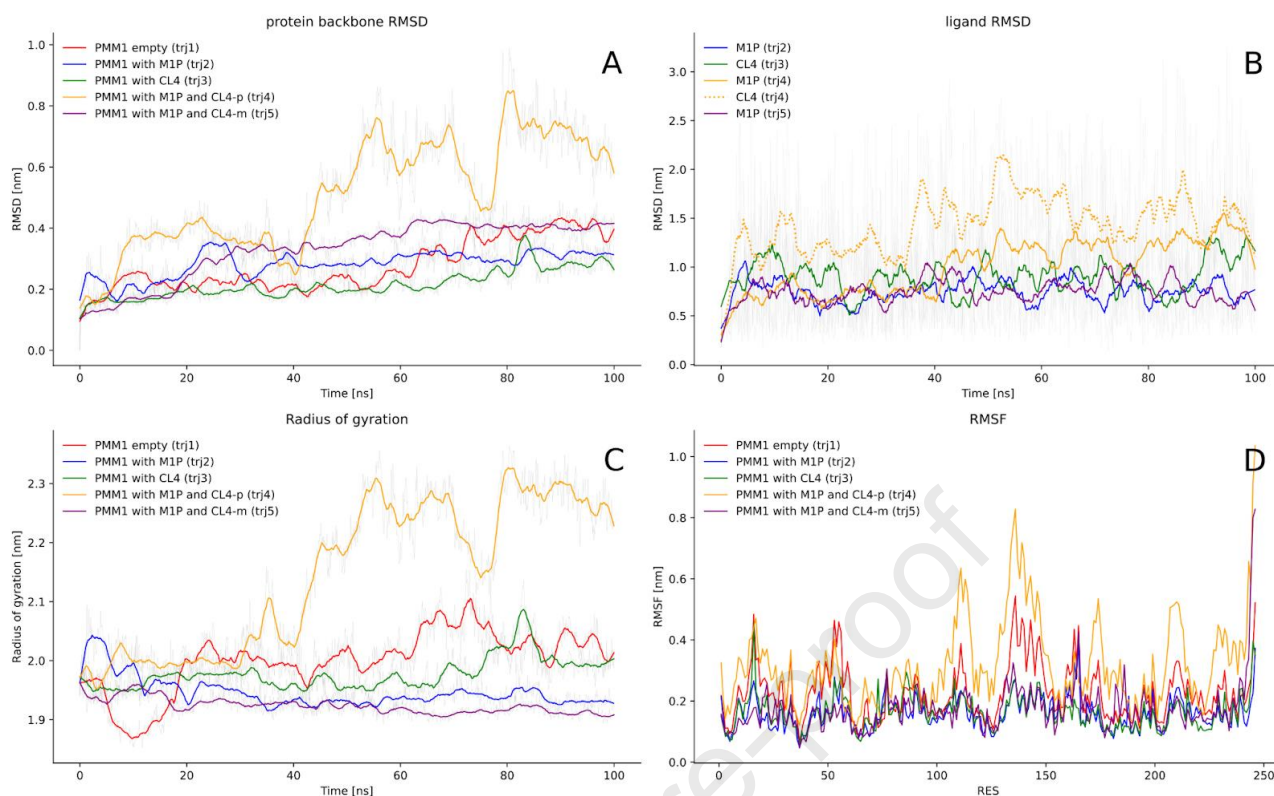 protein backbone RMSD
A
PMM1 empty (trj1)
PMM1 with M1P (trj2)
PMM1 with CL4 (trj3)
PMM1 with M1P and CL4-p (trj4)
PMM1 with M1P and CL4-m (trj5)
RMSD [nm]
1.0
0.8
0.6
0.4
0.2
0.0
0 20 40 60 80 100
Time [ns]
ligand RMSD
B
M1P (trj2)
CL4 (trj3)
M1P (trj4)
CL4 (trj4)
M1P (trj5)
RMSD [nm]
3.0
2.5
2.0
1.5
1.0
0.5
0.0
0 20 40 60 80 100
Time [ns]
Radius of gyration
C
PMM1 empty (trj1)
PMM1 with M1P (trj2)
PMM1 with CL4 (trj3)
PMM1 with M1P and CL4-p (trj4)
PMM1 with M1P and CL4-m (trj5)
Radius of gyration [nm]
2.3
2.2
2.1
2.0
1.9
0 20 40 60 80 100
Time [ns]
RMSF
D
PMM1 empty (trj1)
PMM1 with M1P (trj2)
PMM1 with CL4 (trj3)
PMM1 with M1P and CL4-p (trj4)
PMM1 with M1P and CL4-m (trj5)
RMSF [nm]
1.0
0.8
0.6
0.4
0.2
0.0
0 50 100 150 200 250
RES
re-proof